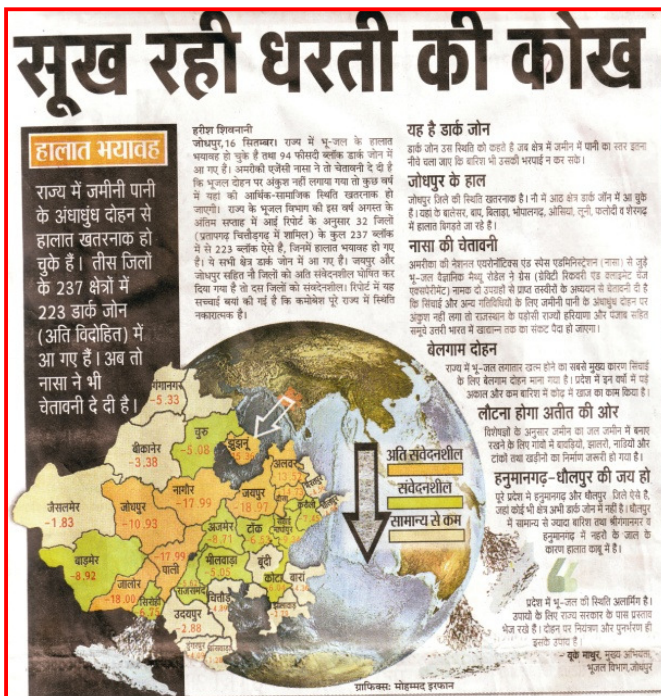 सूख रही धरती की कोख
हालात भयावह
राज्य में जमीनी पानी
के अंधाधुंध दोहन से
हालात खतरनाक हो
चुके हैं। तीस जिलों
के 237 क्षेत्रों में
223 डार्क जोन
(अति विदोहित) में
आ गए हैं। अब तो
नासा ने भी
चेतावनी दे दी है।
हरीश शिवनानी
जोधपुर,16 सितम्बर। राज्य में भू-जल के हालात
भयावह हो चुके है तथा 94 फीसदी ब्लॉक डार्क जोन में
आ गए हैं। अमरीकी एजेंसी नासा ने तो चेतावनी दे दी है
कि भूजल दोहन पर अंकुश नहीं लगाया गया तो कुछ वर्ष
में यहां की आर्थिक-सामाजिक स्थिति खतरनाक हो
जाएगी। राज्य के भूजल विभाग की इस वर्ष अगस्त के
अंतिम सप्ताह में आई रिपोर्ट के अनुसार 32 जिलों
(प्रतापगढ़ चित्तौड़गढ़ में शामिल) के कुल 237 ब्लॉकों
में से 223 ब्लॉक ऐसे है, जिनमें हालात भयावह हो गए
है। ये सभी क्षेत्र डार्क जोन में आ गए हैं। जयपुर और
जोधपुर सहित नौ जिलों को अति संवेदनशील घोषित कर
दिया गया है तो दस जिलों को संवेदनशील। रिपोर्ट में यह
सच्चाई बयां की गई है कि कमोबेश पूरे राज्य में स्थिति
नकारात्मक है।
यह है डार्क जोन
डार्क जोन उस स्थिति को कहते है जब क्षेत्र में जमीन में पानी का स्तर इतना
नीचे चला जाए कि बारिश भी उसकी भरपाई न कर सके।
जोधपुर के हाल
जोधपुर जिले की स्थिति खतरनाक है। नौ में आठ क्षेत्र डार्क जोन में आ चुके
है। यहां के बालेसर, बाप, बिलाड़ा, भोपालगढ़, ओसियां, लूनी, फलोदी व शेरगढ़
में हालात बिगड़ते जा रहे है।
नासा की चेतावनी
अमरीका की नेशनल एयरोनॉटिक्स एंड स्पेस एडमिनिस्ट्रेशन (नासा) से जुड़े
भू-जल वैज्ञानिक मैथ्यू रोडेल ने ग्रास (ग्रेविटी रिकवरी एंड क्लाइमेट चेंज
एक्सपेरीमेंट) नामक दो उपग्रहों से प्राप्त तस्वीरों के अध्ययन से चेतावनी दी है
कि सिंचाई और अन्य गतिविधियों के लिए जमीनी पानी के अंधाधुंध दोहन पर
अंकुश नहीं लगा तो राजस्थान के पड़ोसी राज्यों हरियाणा और पंजाब सहित
समूचे उत्तरी भारत में खाद्यान्न तक का संकट पैदा हो जाएगा।
बेलगाम दोहन
राज्य में भू-जल लगातार खत्म होने का सबसे मुख्य कारण सिंचाई
के लिए बेलगाम दोहन माना गया है। प्रदेश में इन वर्षो में पड़े
अकाल और कम बारिश ने कोढ़ में खाज का काम किया है।
लौटना होगा अतीत की ओर
विशेषज्ञों के अनुसार जमीन का जल जमीन में बनाए
रखने के लिए गांवों में बावड़ियों, झालरों, नाडियों और
टांकों तथा खड़ीनों का निर्माण जरूरी हो गया है।
हनुमानगढ़-धौलपुर की जय हो
पूरे प्रदेश मे हनुमानगढ़ और धौलपुर जिले ऐसे है,
जहां कोई भी क्षेत्र अभी डार्क जोन में नहीं है। धौलपुर
में सामान्य से ज्यादा बारिश तथा श्रीगंगानगर व
हनुमानगढ़ में नहरों के जाल के
कारण हालात काबू में है।
प्रदेश में भू-जल की स्थिति अलार्मिंग है।
उपायों के लिए राज्य सरकार के पास प्रस्ताव
भेज रखे है। दोहन पर नियंत्रण और पुनर्भरण ही
इसके उपाय है।
मुख्य अभियंता,
भूजल विभाग,जोधपुर
अति संवेदनशील
संवेदनशील
सामान्य से कम
गंगानगर
-5.33
चुरु
-5.08
झुझनू
बीकानेर
-3.38
अलवर
जैसलमेर
-1.83
जोधपुर
-10.93
नागौर
-17.99
जयपुर
-18.97
अजमेर
-8.71
टोंक
बाड़मेर
-8.92
-17.99
पाली
भीलवाड़ा
-5.05
बूंदी
कोटा
बारां
जालोर
-18.00
सिरोही
राजसमंद
चित्तौड़
उदयपुर
-2.88
ग्राफिक्सः मोहम्मद इरफान